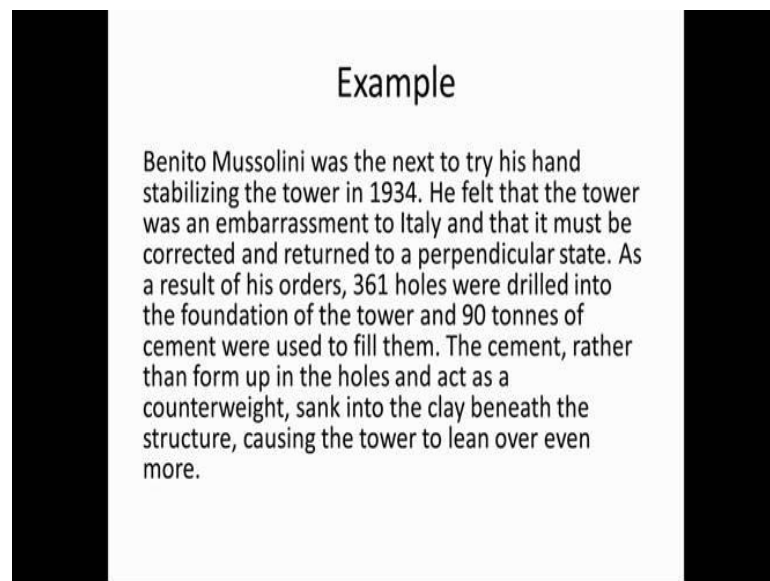 Example
Benito Mussolini was the next to try his hand
stabilizing the tower in 1934. He felt that the tower
was an embarrassment to Italy and that it must be
corrected and returned to a perpendicular state. As
a result of his orders, 361 holes were drilled into
the foundation of the tower and 90 tonnes of
cement were used to fill them. The cement, rather
than form up in the holes and act as a
counterweight, sank into the clay beneath the
structure, causing the tower to lean over even
more.